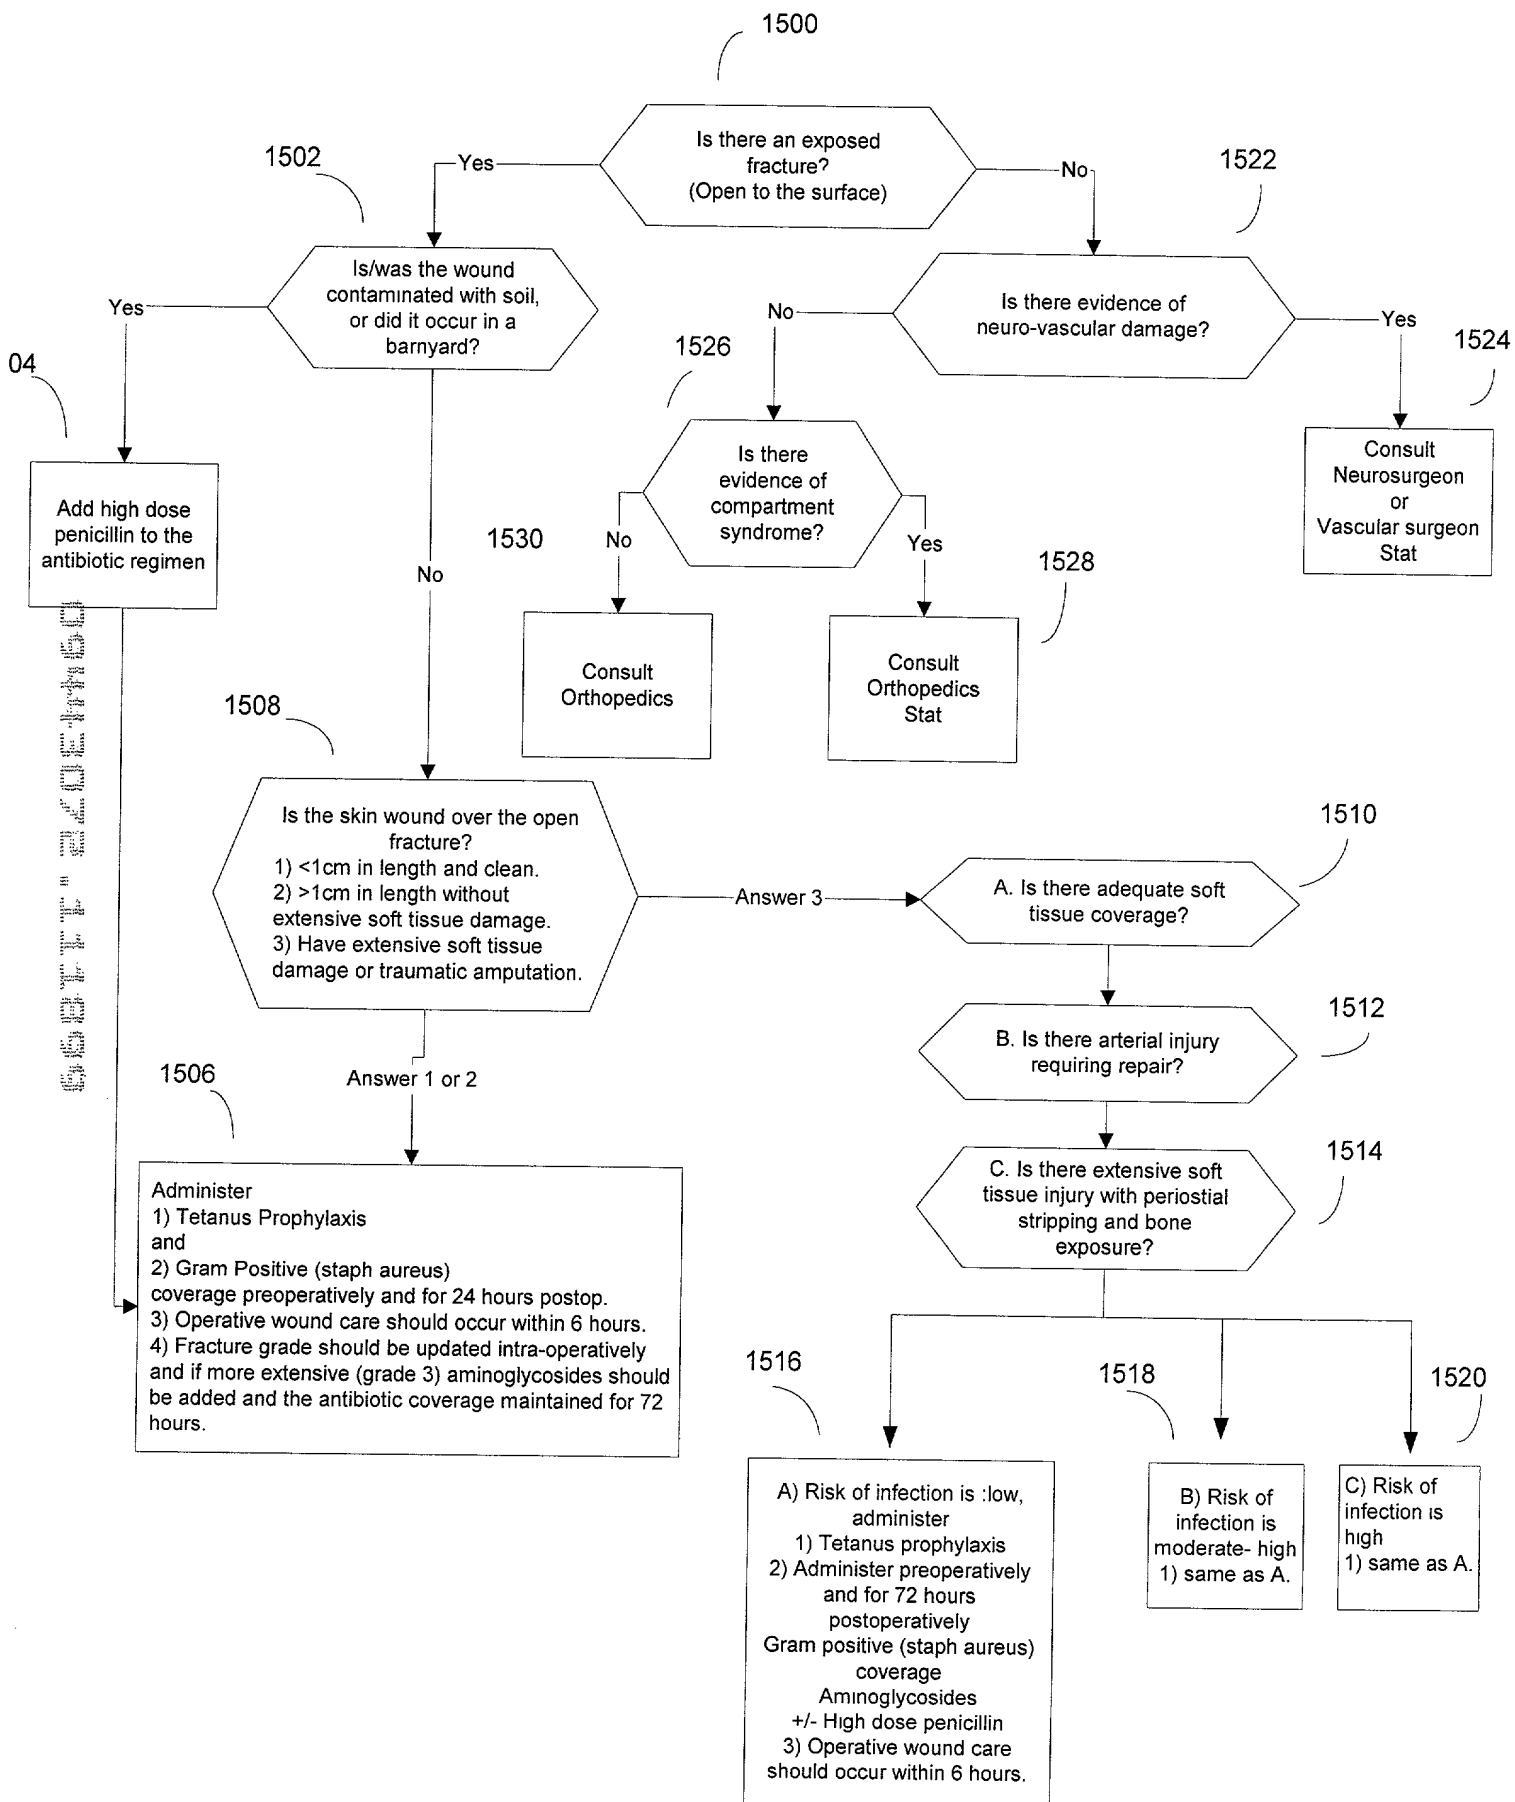 1500
Is there an exposed
fracture?
(Open to the surface)
Yes
No
1502
1522
Is/was the wound
contaminated with soil,
or did it occur in a
barnyard?
Yes
Is there evidence of
neuro-vascular damage?
No
Yes
1526
1524
04
Add high dose
penicillin to the
antibiotic regimen
Is there
evidence of
compartment
syndrome?
Consult
Neurosurgeon
or
Vascular surgeon
Stat
1530
No
Yes
No
1528
Consult
Orthopedics
Consult
Orthopedics
Stat
1508
Is the skin wound over the open
fracture?
1) <1cm in length and clean.
2) >1cm in length without
extensive soft tissue damage.
3) Have extensive soft tissue
damage or traumatic amputation.
Answer 3
1510
A. Is there adequate soft
tissue coverage?
1512
B. Is there arterial injury
requiring repair?
1514
C. Is there extensive soft
tissue injury with periostial
stripping and bone
exposure?
Answer 1 or 2
1506
Administer
1) Tetanus Prophylaxis
and
2) Gram Positive (staph aureus)
coverage preoperatively and for 24 hours postop.
3) Operative wound care should occur within 6 hours.
4) Fracture grade should be updated intra-operatively
and if more extensive (grade 3) aminoglycosides should
be added and the antibiotic coverage maintained for 72
hours.
1516
1518
1520
A) Risk of infection is :low,
administer
1) Tetanus prophylaxis
2) Administer preoperatively
and for 72 hours
postoperatively
Gram positive (staph aureus)
coverage
Aminoglycosides
+/- High dose penicillin
3) Operative wound care
should occur within 6 hours.
B) Risk of
infection is
moderate- high
1) same as A.
C) Risk of
infection is
high
1) same as A.